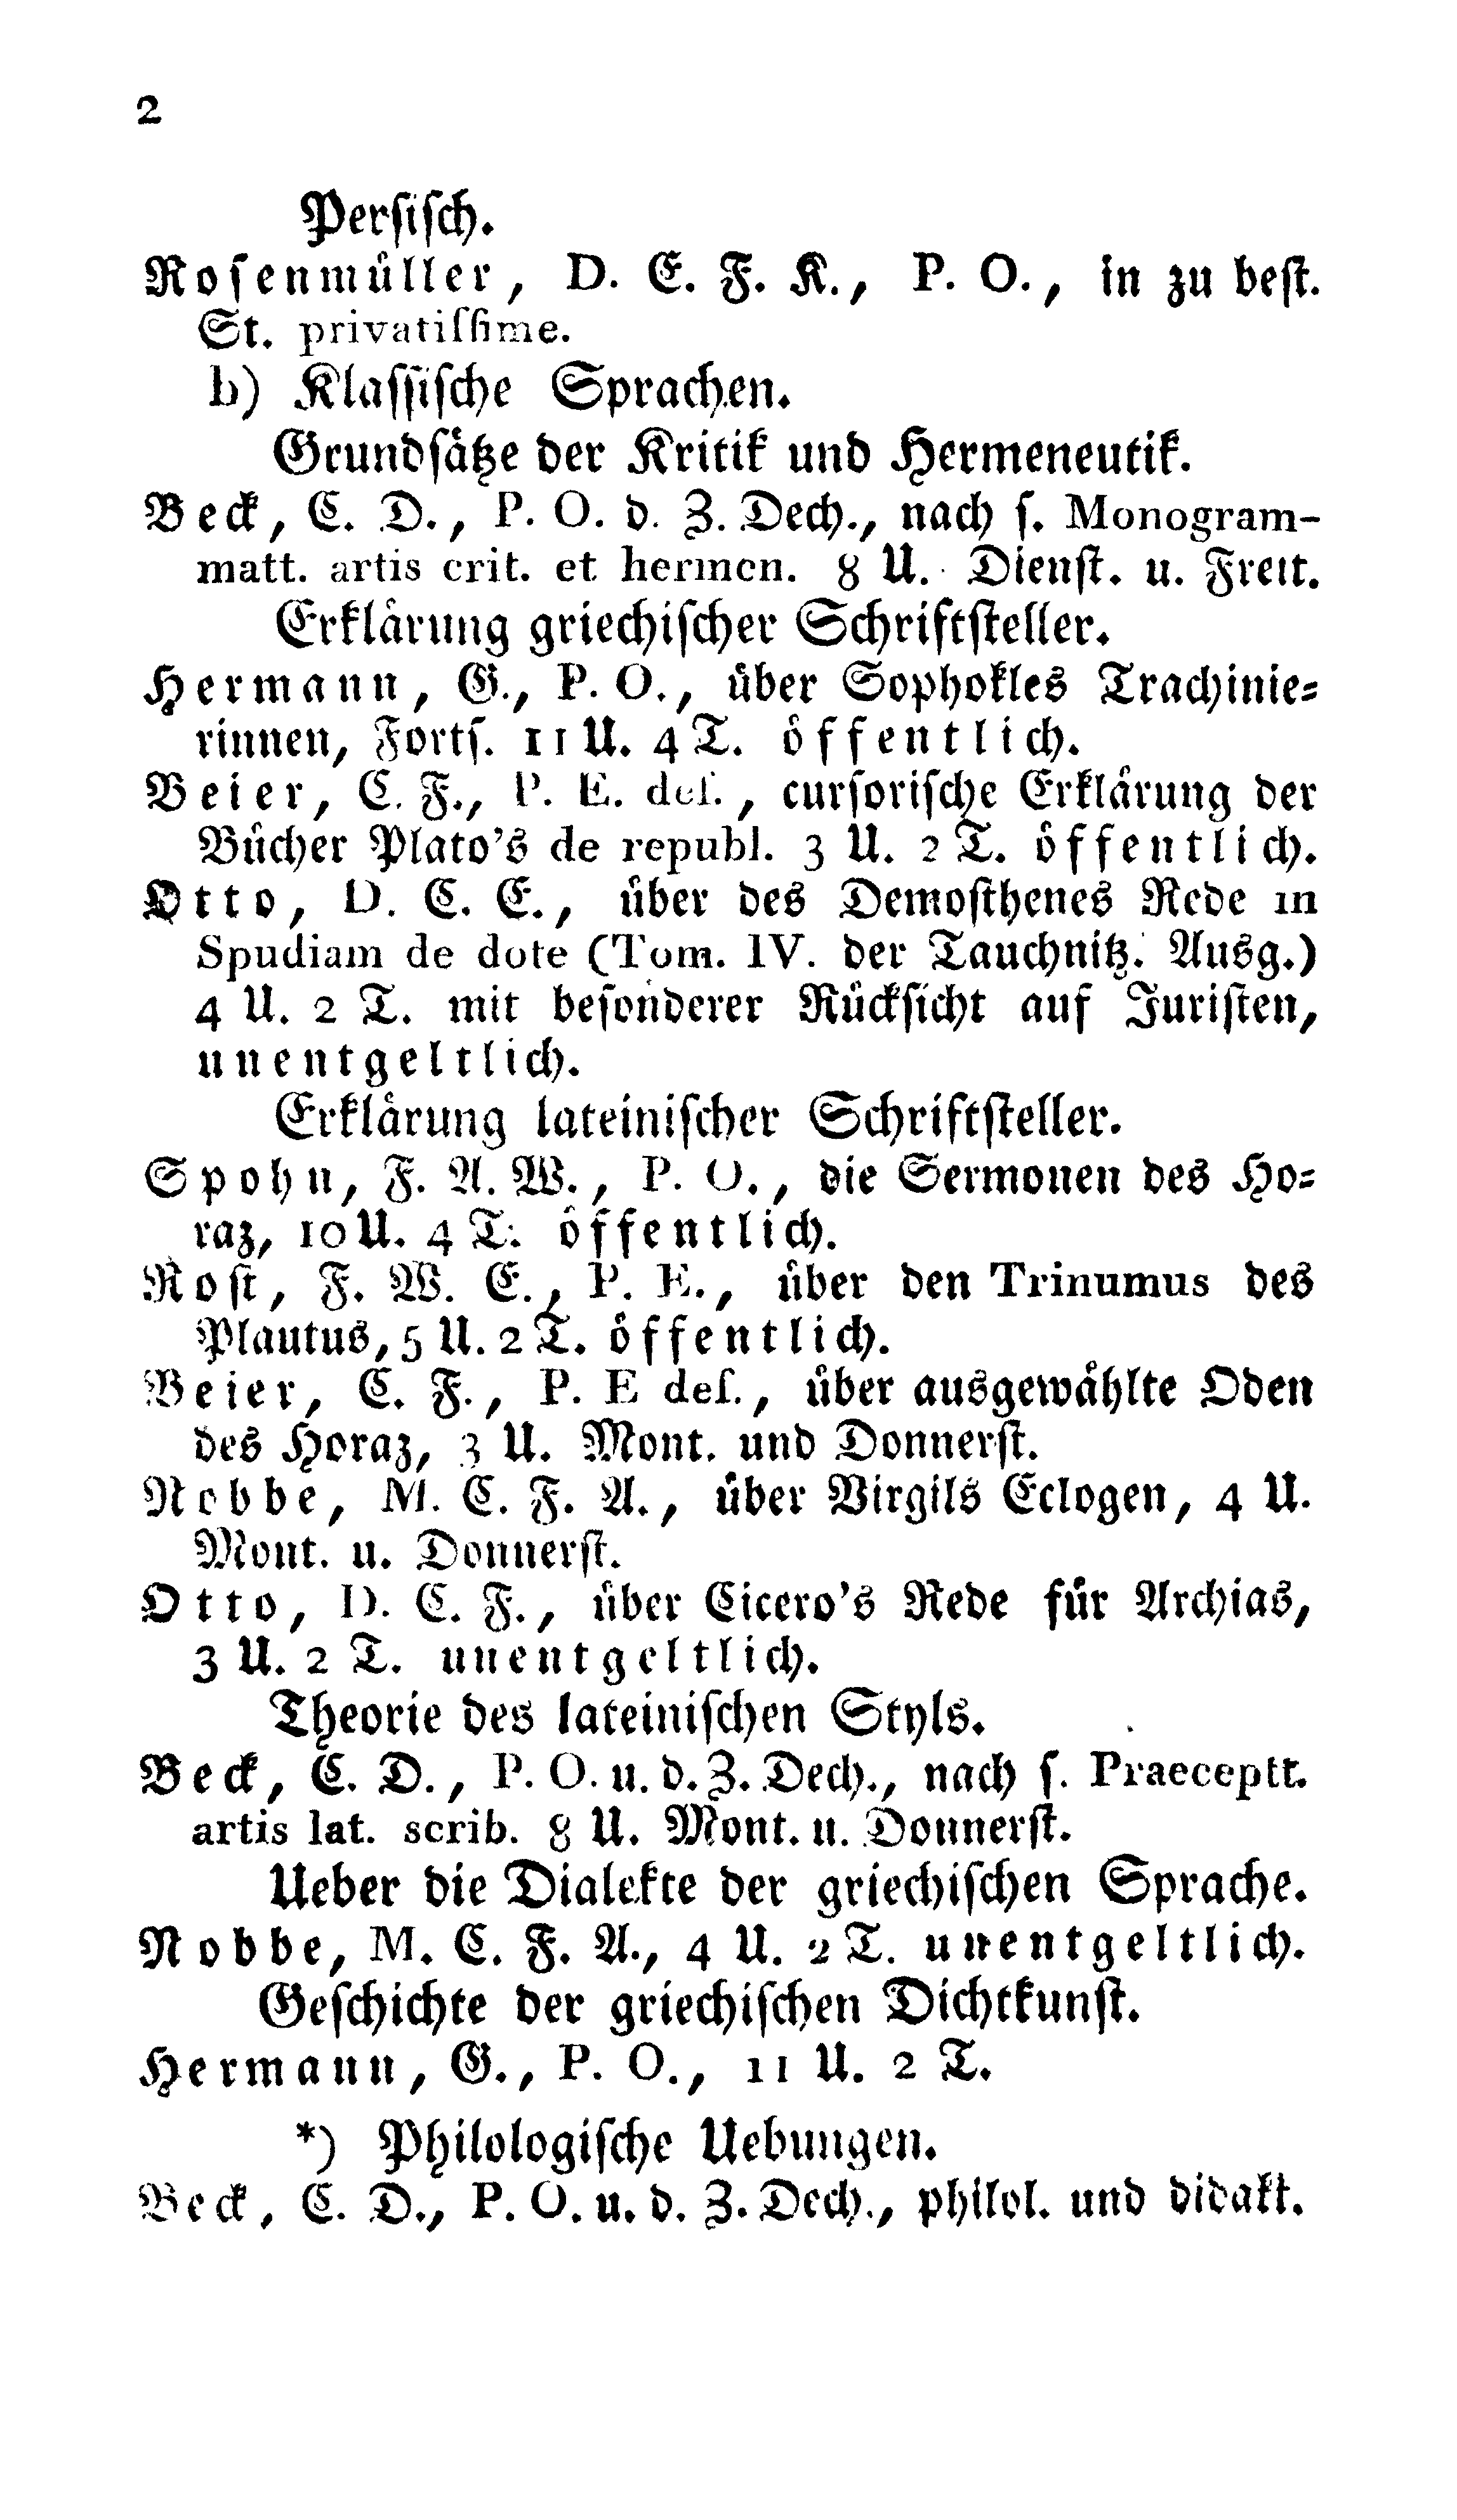 2
Persisch.
Rosenmüller, D. E. F. K., P. O., in zu best.
St. privatissime.
b) Klassische Sprachen.
Grundsätze der Kritik und Hermeneutik.
Beck, C. D., P. O. d. Z. Dech., nach s. Monogram-
matt. artis crit. et hermen. 8 U. Dienst. u. Freit.
Erklärung griechischer Schriftsteller.
Hermann, G., P. O., über Sophokles Trachinie-
rinnen, Forts. 11 U. 4 T. öffentlich.
Beier, C. F., P. E. des., cursorische Erklärung der
Bücher Plato's de republ. 3 U. 2 T. öffentlich.
Otto, D. C. E., über des Demosthenes Rede in
Spudiam de dote (Tom. IV. der Tauchnitz. Ausg.)
4 U. 2 T. mit besonderer Rücksicht auf Juristen,
unentgeltlich.
Erklärung lateinischer Schriftsteller.
Spohn, F. A. W., P. O., die Sermonen des Ho-
raz, 10 U. 4 T. öffentlich.
Rost, F. W. E., P. E., über den Trinumus des
Plautus, 5 U. 2 T. öffentlich.
Beier, C. F., P. E des., über ausgewählte Oden
des Horaz, 3 U. Mont. und Donnerst.
Nobbe, M. C. F. A., über Virgils Eclogen, 4 U.
Mont. u. Donnerst.
Otto, D. C. F., über Cicero's Rede für Archias,
3 U. 2 T. unentgeltlich.
Theorie des lateinischen Styls.
Beck, C. D., P. O. u. d. Z. Dech., nach s. Praeceptt.
artis lat. scrib. 8 U. Mont. u. Donnerst.
Ueber die Dialekte der griechischen Sprache.
Nobbe, M. C. F. A., 4 U. 2 T. unentgeltlich.
Geschichte der griechischen Dichtkunst.
Hermann, G., P. O., 11 U. 2 T.
*) Philologische Uebungen.
Beck, C. D., P. O. u. d. Z. Dech., philol. und didakt.